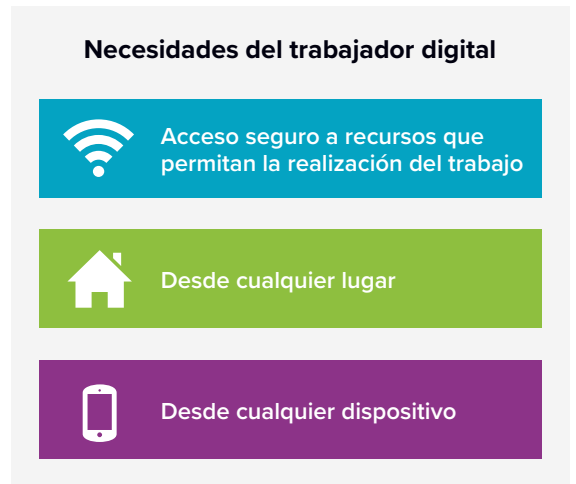 Necesidades del trabajador digital
Acceso seguro a recursos que
permitan la realización del trabajo
Desde cualquier lugar
Desde cualquier dispositivo